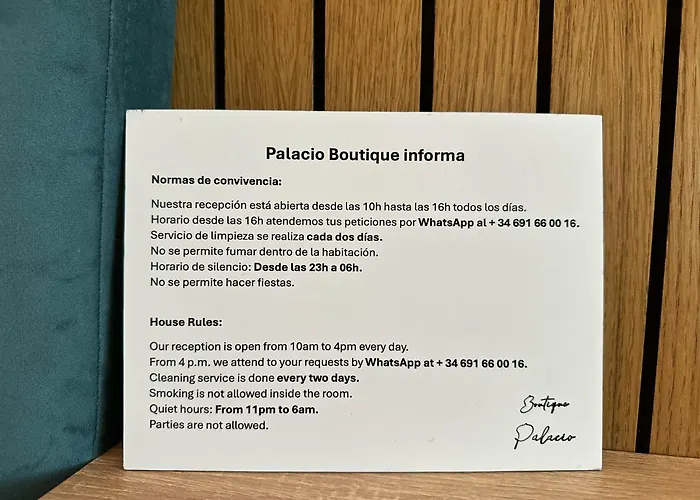 Palacio Boutique informa
Normas de convivencia:
Nuestra recepción está abierta desde las 10h hasta las 16h todos los días.
Horario desde las 16h atendemos tus peticiones por WhatsApp al + 34 691 66 00 16.
Servicio de limpieza se realiza cada dos días.
No se permite fumar dentro de la habitación.
Horario de silencio: Desde las 23h a 06h.
No se permite hacer fiestas.
House Rules:
Our reception is open from 10am to 4pm every day.
From 4 p.m. we attend to your requests by WhatsApp at + 34 691 66 00 16.
Cleaning service is done every two days.
Smoking is not allowed inside the room.
Quiet hours: From 11pm to 6am.
Parties are not allowed.
Boutique
Palacio